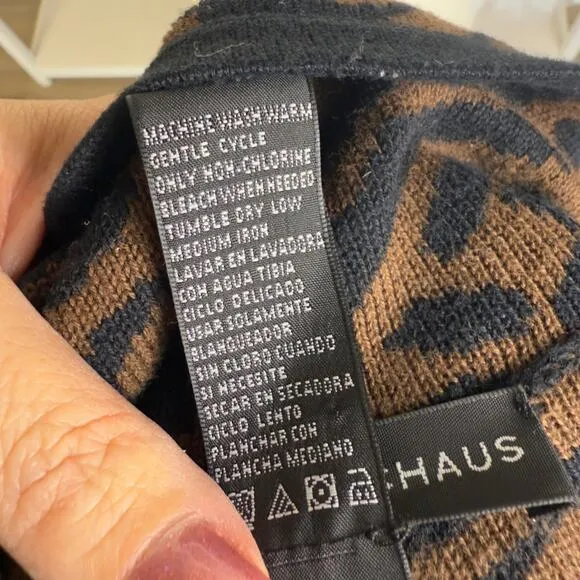 MACHINE WASH WARM
GENTLE CYCLE
ONLY NON-CHLORINE
BLEACH WHEN NEEDED
TUMBLE DRY LOW
MEDIUM IRON
LAVAR EN LAVADORA
CON AGUA TIBIA
CICLO DELICADO
USAR SOLAMENTE
BLANQUEADOR
SIN CLORO CUANDO
SI NECESITE
SECAR EN SECADORA
CICLO LENTO
PLANCHAR CON
PLANCHA MEDIANO
CHAUS